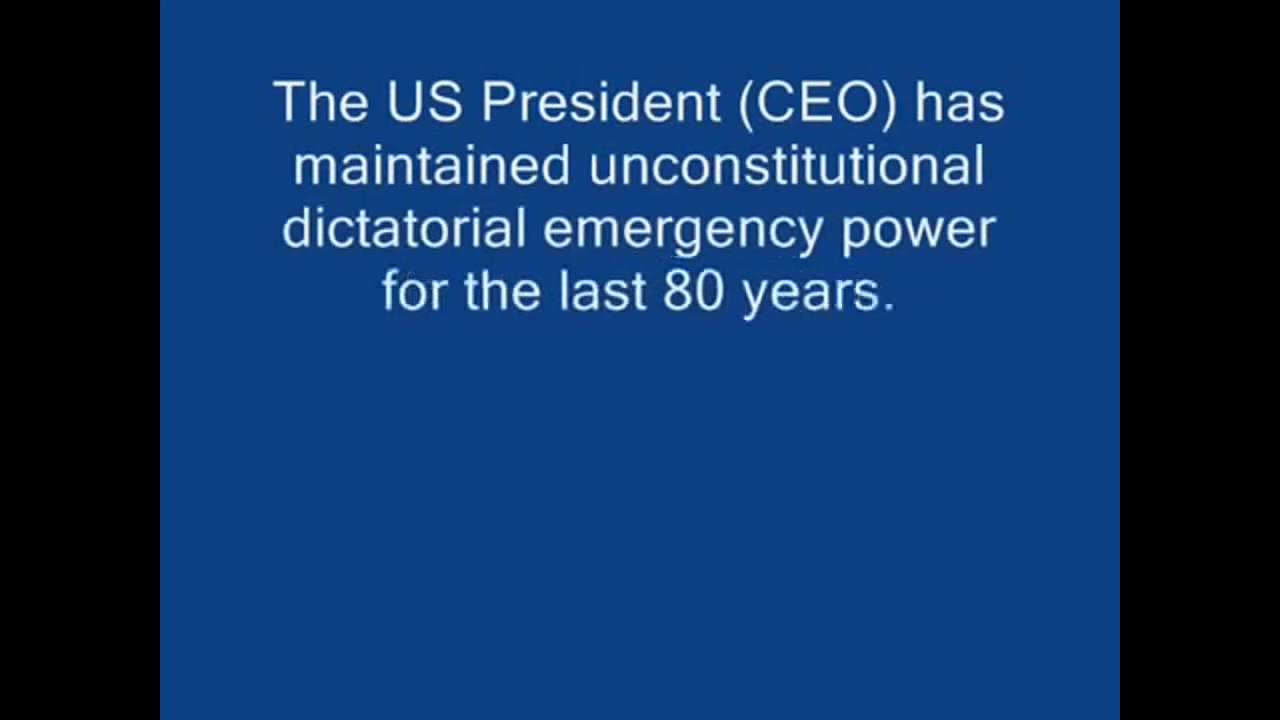 The US President (CEO) has
maintained unconstitutional
dictatorial emergency power
for the last 80 years.